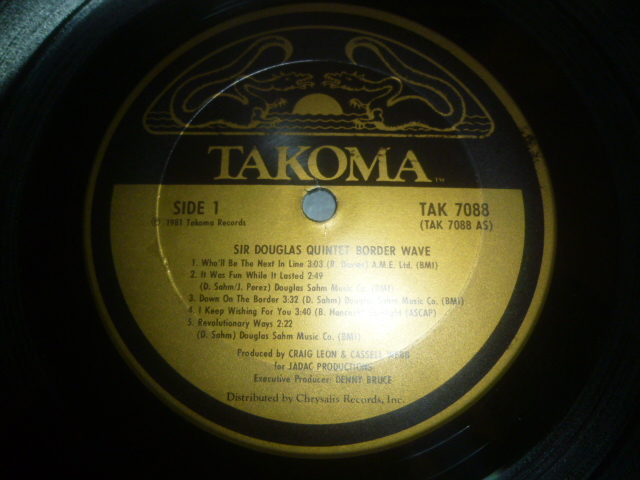 TAKOMA TM
SIDE 1
℗ 1981 Takoma Records
TAK 7088
(TAK 7088 AS)
SIR DOUGLAS QUINTET BORDER WAVE
1. Who'll Be The Next In Line 3:03 (R. Davies) A.M.E. Ltd. (BMI)
2. It Was Fun While It Lasted 2:49
(D. Sahm/J. Perez) Douglas Sahm Music Co. (BMI)
3. Down On The Border 3:32 (D. Sahm) Douglas Sahm Music Co. (BMI)
4. I Keep Wishing For You 3:40 (B. (ASCAP)
5. Revolutionary Ways 2:22
(D. Sahm) Douglas Sahm Music Co. (BMI)
Produced by CRAIG LEON & CASSELL WEBB
for JADAC PRODUCTIONS
Executive Producer: DENNY BRUCE
Distributed by Chrysalis Records, Inc.